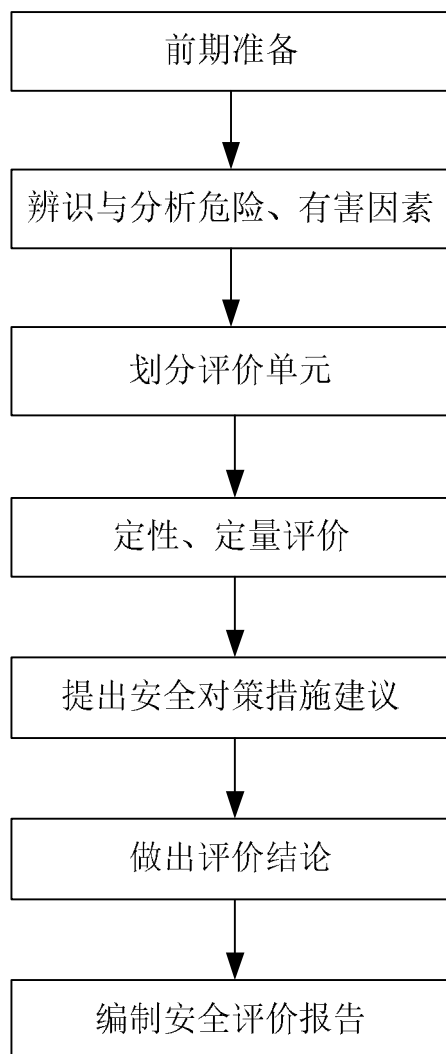 前期准备
辨识与分析危险、有害因素
划分评价单元
定性、定量评价
提出安全对策措施建议
做出评价结论
编制安全评价报告